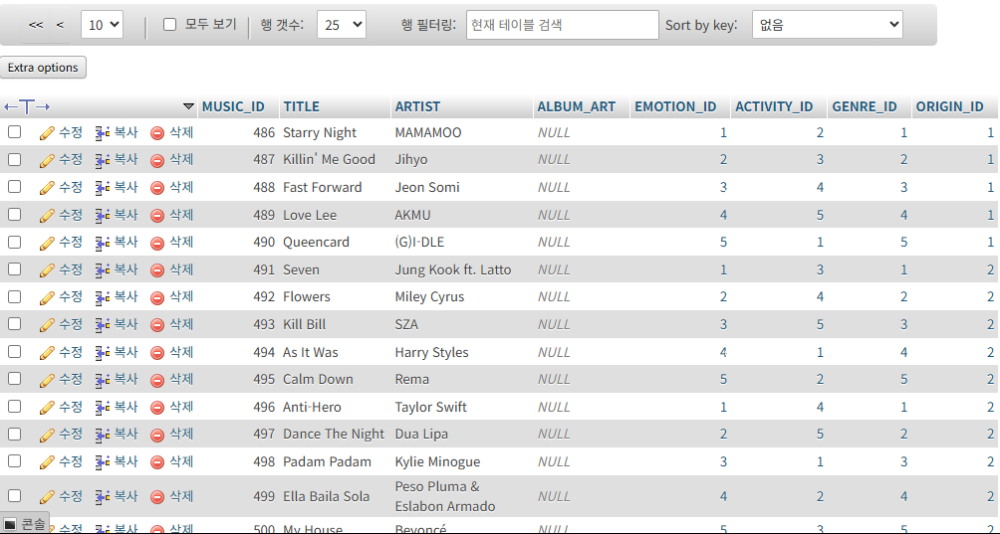 << < 10 모두 보기 행 갯수: 25 행 필터링: 현재 테이블 검색 Sort by key: 없음
Extra options
←T→ MUSIC_ID TITLE ARTIST ALBUM_ART EMOTION_ID ACTIVITY_ID GENRE_ID ORIGIN_ID
수정 복사 삭제 486 Starry Night MAMAMOO NULL 1 2 1 1
수정 복사 삭제 487 Killin' Me Good Jihyo NULL 2 3 2 1
수정 복사 삭제 488 Fast Forward Jeon Somi NULL 3 4 3 1
수정 복사 삭제 489 Love Lee AKMU NULL 4 5 4 1
수정 복사 삭제 490 Queencard (G)I-DLE NULL 5 1 5 1
수정 복사 삭제 491 Seven Jung Kook ft. Latto NULL 1 3 1 2
수정 복사 삭제 492 Flowers Miley Cyrus NULL 2 4 2 2
수정 복사 삭제 493 Kill Bill SZA NULL 3 5 3 2
수정 복사 삭제 494 As It Was Harry Styles NULL 4 1 4 2
수정 복사 삭제 495 Calm Down Rema NULL 5 2 5 2
수정 복사 삭제 496 Anti-Hero Taylor Swift NULL 1 4 1 2
수정 복사 삭제 497 Dance The Night Dua Lipa NULL 2 5 2 2
수정 복사 삭제 498 Padam Padam Kylie Minogue NULL 3 1 3 2
수정 복사 삭제 499 Ella Baila Sola Peso Pluma &
Eslabon Armado NULL 4 2 4 2
콘솔 수정 복사 삭제 500 My House Beyoncé NULL 5 3 5 2